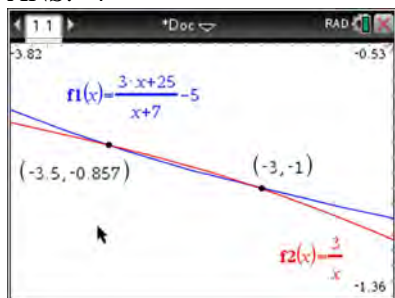 1.1
*Doc
RAD
-3.82
-0.53
f1(x)=(3·x+25)/(x+7)-5
(-3.5,-0.857)
(-3,-1)
f2(x)=3/x
-1.36